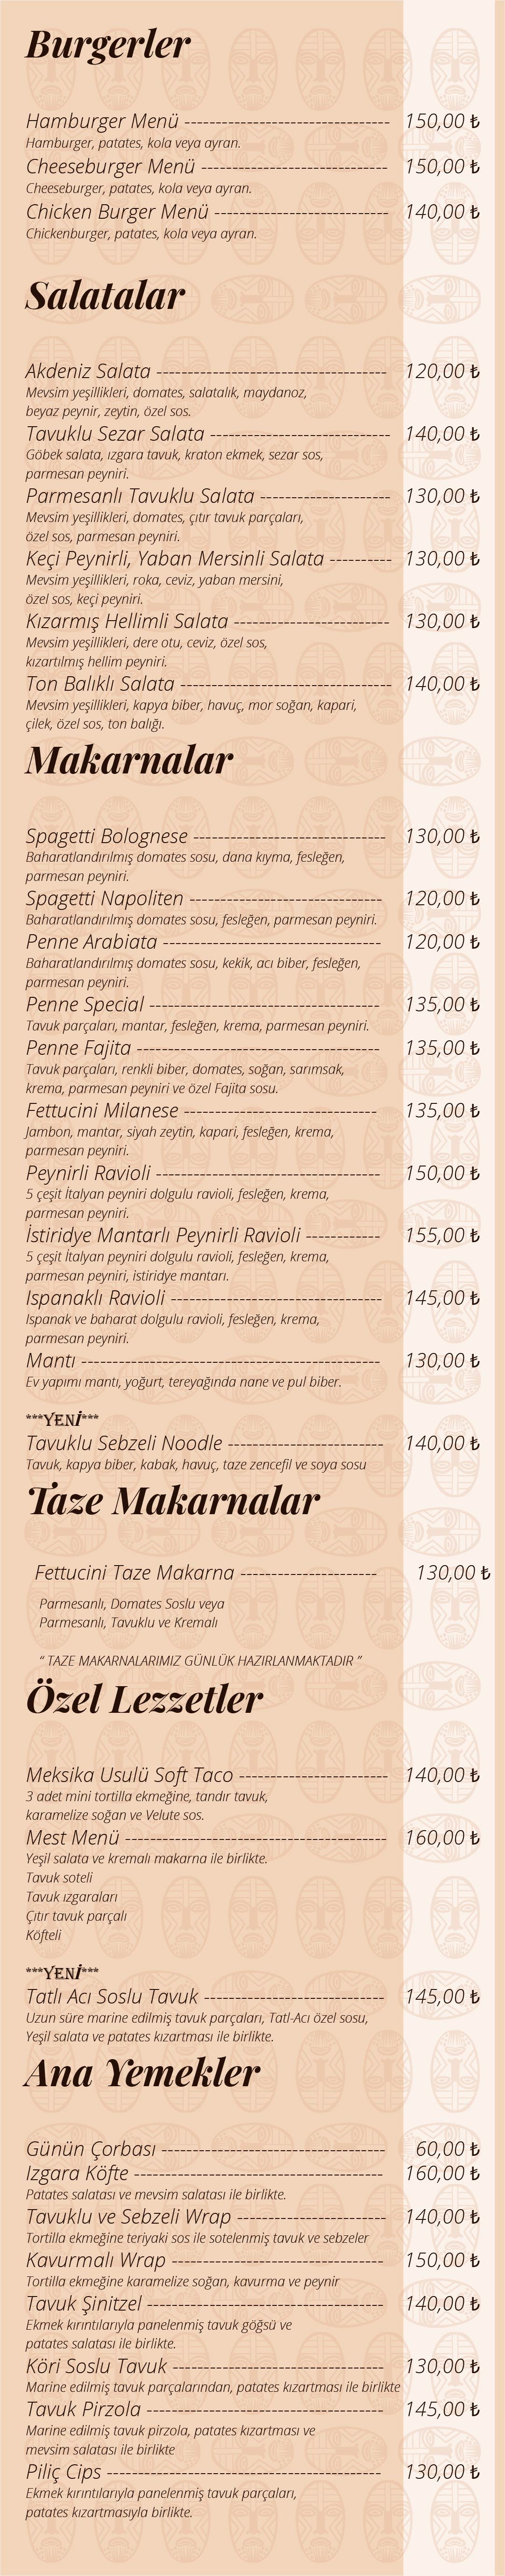 Burgerler
Hamburger Menü -------------------------------- 150,00 ₺
Hamburger, patates, kola veya ayran.
Cheeseburger Menü ----------------------------- 150,00 ₺
Cheeseburger, patates, kola veya ayran.
Chicken Burger Menü --------------------------- 140,00 ₺
Chickenburger, patates, kola veya ayran.
Salatalar
Akdeniz Salata ------------------------------------ 120,00 ₺
Mevsim yeşillikleri, domates, salatalık, maydanoz,
beyaz peynir, zeytin, özel sos.
Tavuklu Sezar Salata ---------------------------- 140,00 ₺
Göbek salata, ızgara tavuk, kraton ekmek, sezar sos,
parmesan peyniri.
Parmesanlı Tavuklu Salata -------------------- 130,00 ₺
Mevsim yeşillikleri, domates, çıtır tavuk parçaları,
özel sos, parmesan peyniri.
Keçi Peynirli, Yaban Mersinli Salata ---------- 130,00 ₺
Mevsim yeşillikleri, roka, ceviz, yaban mersini,
özel sos, keçi peyniri.
Kızarmış Hellimli Salata ------------------------ 130,00 ₺
Mevsim yeşillikleri, dere otu, ceviz, özel sos,
kızartılmış hellim peyniri.
Ton Balıklı Salata --------------------------------- 140,00 ₺
Mevsim yeşillikleri, kapya biber, havuç, mor soğan, kapari,
çilek, özel sos, ton balığı.
Makarnalar
Spagetti Bolognese ------------------------------ 130,00 ₺
Baharatlandırılmış domates sosu, dana kıyma, fesleğen,
parmesan peyniri.
Spagetti Napoliten ------------------------------ 120,00 ₺
Baharatlandırılmış domates sosu, fesleğen, parmesan peyniri.
Penne Arabiata ----------------------------------- 120,00 ₺
Baharatlandırılmış domates sosu, kekik, acı biber, fesleğen,
parmesan peyniri.
Penne Special ------------------------------------ 135,00 ₺
Tavuk parçaları, mantar, fesleğen, krema, parmesan peyniri.
Penne Fajita -------------------------------------- 135,00 ₺
Tavuk parçaları, renkli biber, domates, soğan, sarımsak,
krema, parmesan peyniri ve özel Fajita sosu.
Fettucini Milanese ------------------------------ 135,00 ₺
Jambon, mantar, siyah zeytin, kapari, fesleğen, krema,
parmesan peyniri.
Peynirli Ravioli ----------------------------------- 150,00 ₺
5 çeşit İtalyan peyniri dolgulu ravioli, fesleğen, krema,
parmesan peyniri.
İstiridye Mantarlı Peynirli Ravioli ------------ 155,00 ₺
5 çeşit İtalyan peyniri dolgulu ravioli, fesleğen, krema,
parmesan peyniri, istiridye mantarı.
Ispanaklı Ravioli --------------------------------- 145,00 ₺
Ispanak ve baharat dolgulu ravioli, fesleğen, krema,
parmesan peyniri.
Mantı ----------------------------------------------- 130,00 ₺
Ev yapımı mantı, yoğurt, tereyağında nane ve pul biber.
***YENİ***
Tavuklu Sebzeli Noodle ------------------------- 140,00 ₺
Tavuk, kapya biber, kabak, havuç, taze zencefil ve soya sosu
Taze Makarnalar
Fettucini Taze Makarna ---------------------- 130,00 ₺
Parmesanlı, Domates Soslu veya
Parmesanlı, Tavuklu ve Kremalı
“ TAZE MAKARNALARIMIZ GÜNLÜK HAZIRLANMAKTADIR ”
Özel Lezzetler
Meksika Usulü Soft Taco ----------------------- 140,00 ₺
3 adet mini tortilla ekmeğine, tandır tavuk,
karamelize soğan ve Velute sos.
Mest Menü ----------------------------------------- 160,00 ₺
Yeşil salata ve kremalı makarna ile birlikte.
Tavuk soteli
Tavuk ızgaraları
Çıtır tavuk parçalı
Köfteli
***YENİ***
Tatlı Acı Soslu Tavuk ---------------------------- 145,00 ₺
Uzun süre marine edilmiş tavuk parçaları, Tatl-Acı özel sosu,
Yeşil salata ve patates kızartması ile birlikte.
Ana Yemekler
Günün Çorbası ----------------------------------- 60,00 ₺
Izgara Köfte --------------------------------------- 160,00 ₺
Patates salatası ve mevsim salatası ile birlikte.
Tavuklu ve Sebzeli Wrap ----------------------- 140,00 ₺
Tortilla ekmeğine teriyaki sos ile sotelenmiş tavuk ve sebzeler
Kavurmalı Wrap --------------------------------- 150,00 ₺
Tortilla ekmeğine karamelize soğan, kavurma ve peynir
Tavuk Şinitzel ------------------------------------- 140,00 ₺
Ekmek kırıntılarıyla panelenmiş tavuk göğsü ve
patates salatası ile birlikte.
Köri Soslu Tavuk --------------------------------- 130,00 ₺
Marine edilmiş tavuk parçalarından, patates kızartması ile birlikte
Tavuk Pirzola ------------------------------------- 145,00 ₺
Marine edilmiş tavuk pirzola, patates kızartması ve
mevsim salatası ile birlikte
Piliç Cips ------------------------------------------- 130,00 ₺
Ekmek kırıntılarıyla panelenmiş tavuk parçaları,
patates kızartmasıyla birlikte.